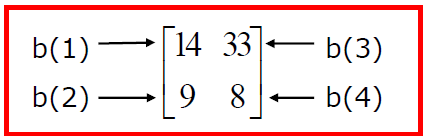 b(1) 14 33 b(3)
b(2) 9 8 b(4)